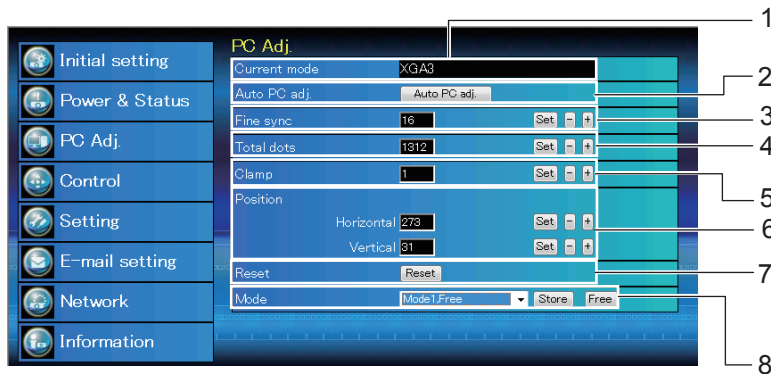 1
PC Adj.
Initial setting
Current mode XGA3
Auto PC adj. Auto PC adj. 2
Power & Status
Fine sync 16 Set - + 3
PC Adj.
Total dots 1312 Set - + 4
Control
Clamp 1 Set - + 5
Position
Setting
Horizontal 273 Set - + 6
Vertical 31 Set - +
E-mail setting
Reset Reset 7
Network
Mode Mode1,Free Store Free 8
Information